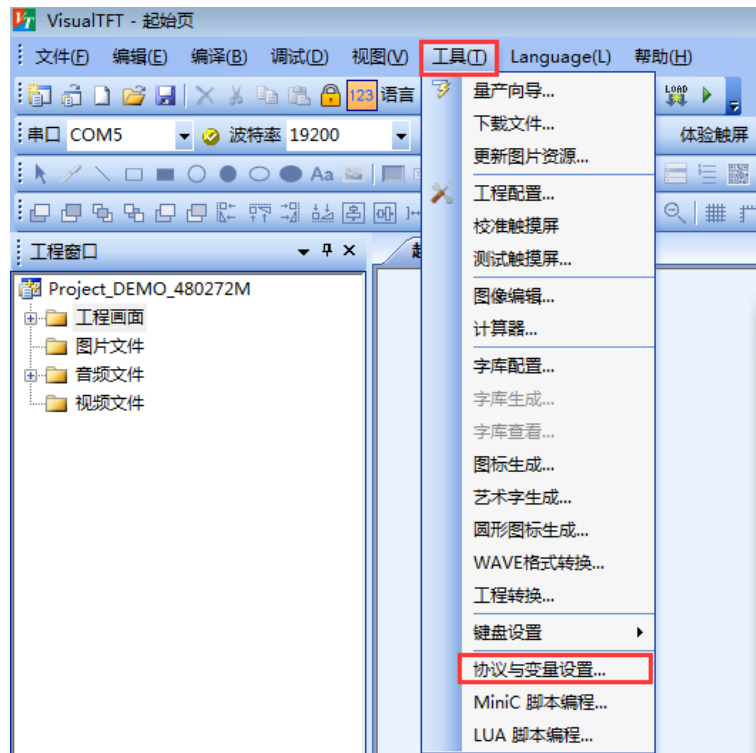 VisualTFT - 起始页
文件(F) 编辑(E) 编译(B) 调试(D) 视图(V) 工具(T) Language(L) 帮助(H)
123 语言 LOAD
串口 COM5 波特率 19200 体验触屏
Aa
工程窗口
Project_DEMO_480272M
工程画面
图片文件
音频文件
视频文件
量产向导...
下载文件...
更新图片资源...
工程配置...
校准触摸屏
测试触摸屏...
图像编辑...
计算器...
字库配置...
字库生成...
字库查看...
图标生成...
艺术字生成...
圆形图标生成...
WAVE格式转换...
工程转换...
键盘设置
协议与变量设置...
MiniC 脚本编程...
LUA 脚本编程...